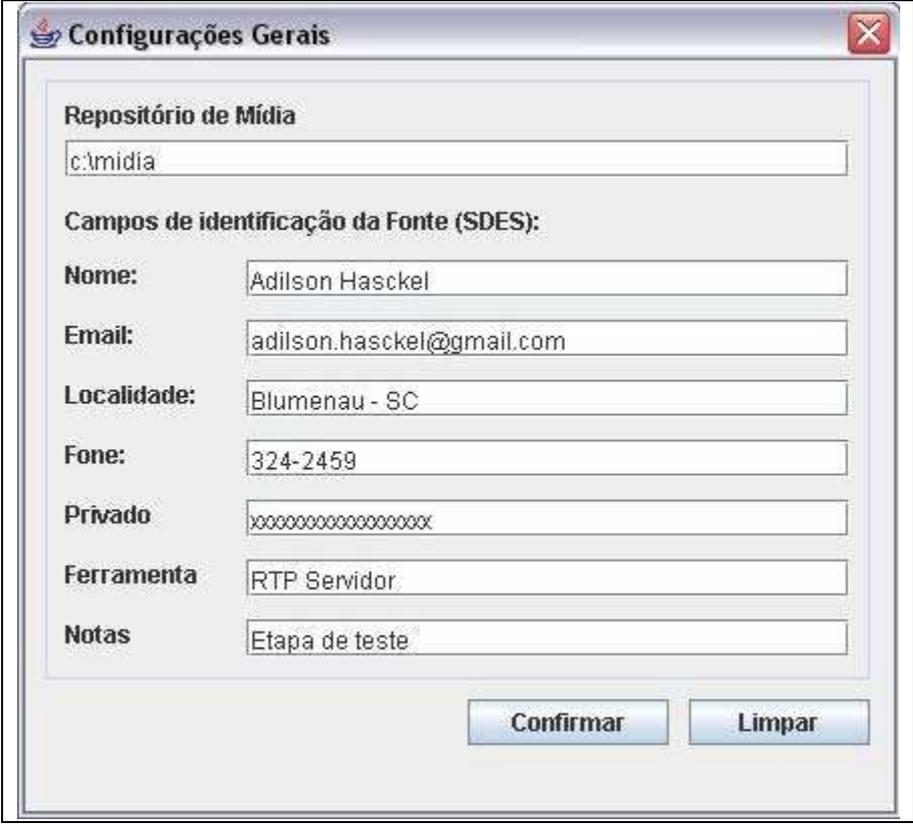 Configurações Gerais
Repositório de Mídia
c:\midia
Campos de identificação da Fonte (SDES):
Nome: Adilson Hasckel
Email: adilson.hasckel@gmail.com
Localidade: Blumenau - SC
Fone: 324-2459
Privado xxxxxxxxxxxxxxxxx
Ferramenta RTP Servidor
Notas Etapa de teste
Confirmar Limpar